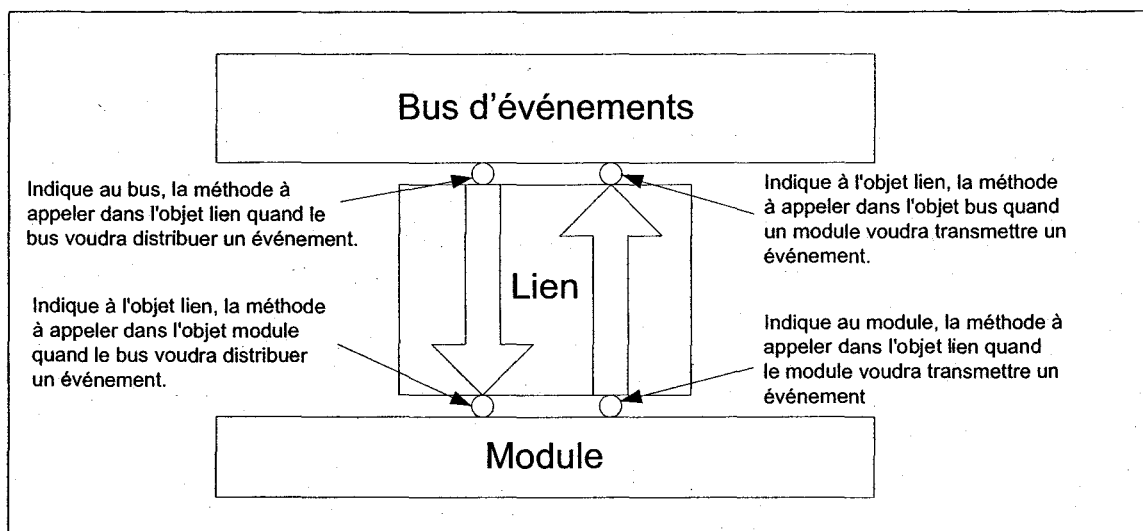 Bus d'événements
Indique au bus, la méthode à
appeler dans l'objet lien quand le
bus voudra distribuer un événement.
Indique à l'objet lien, la méthode
à appeler dans l'objet bus quand
un module voudra transmettre un
événement.
Lien
Indique à l'objet lien, la méthode
à appeler dans l'objet module
quand le bus voudra distribuer
un événement.
Indique au module, la méthode à
appeler dans l'objet lien quand
le module voudra transmettre un
événement
Module